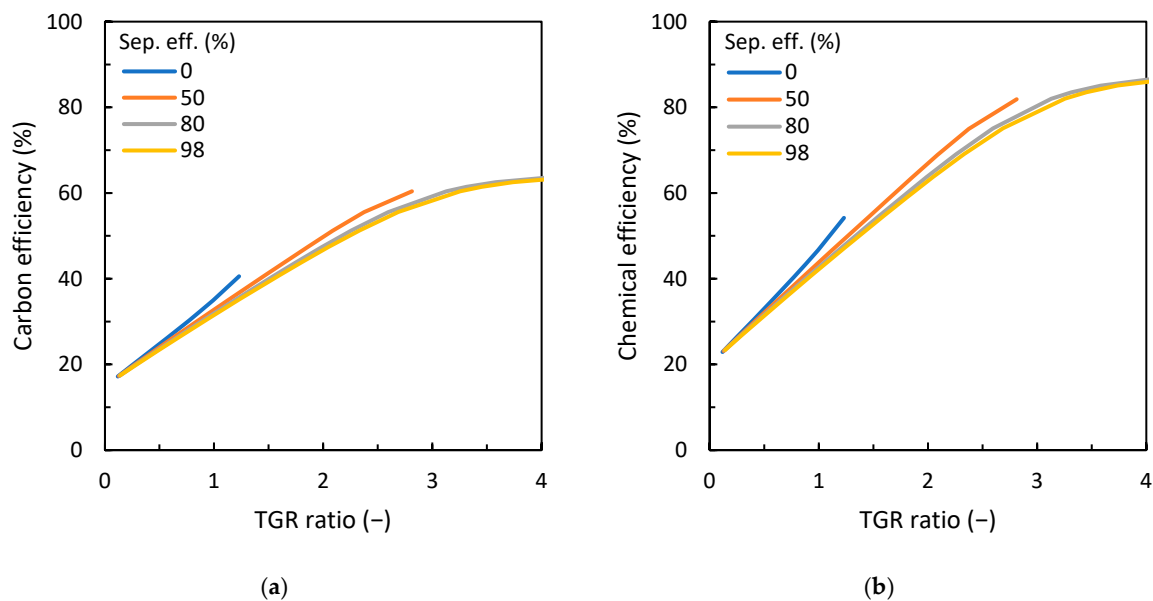 Carbon efficiency (%)
100
80
60
40
20
0
Sep. eff. (%)
0
50
80
98
0 1 2 3 4
TGR ratio (−)
(a)
Chemical efficiency (%)
100
80
60
40
20
0
Sep. eff. (%)
0
50
80
98
0 1 2 3 4
TGR ratio (−)
(b)